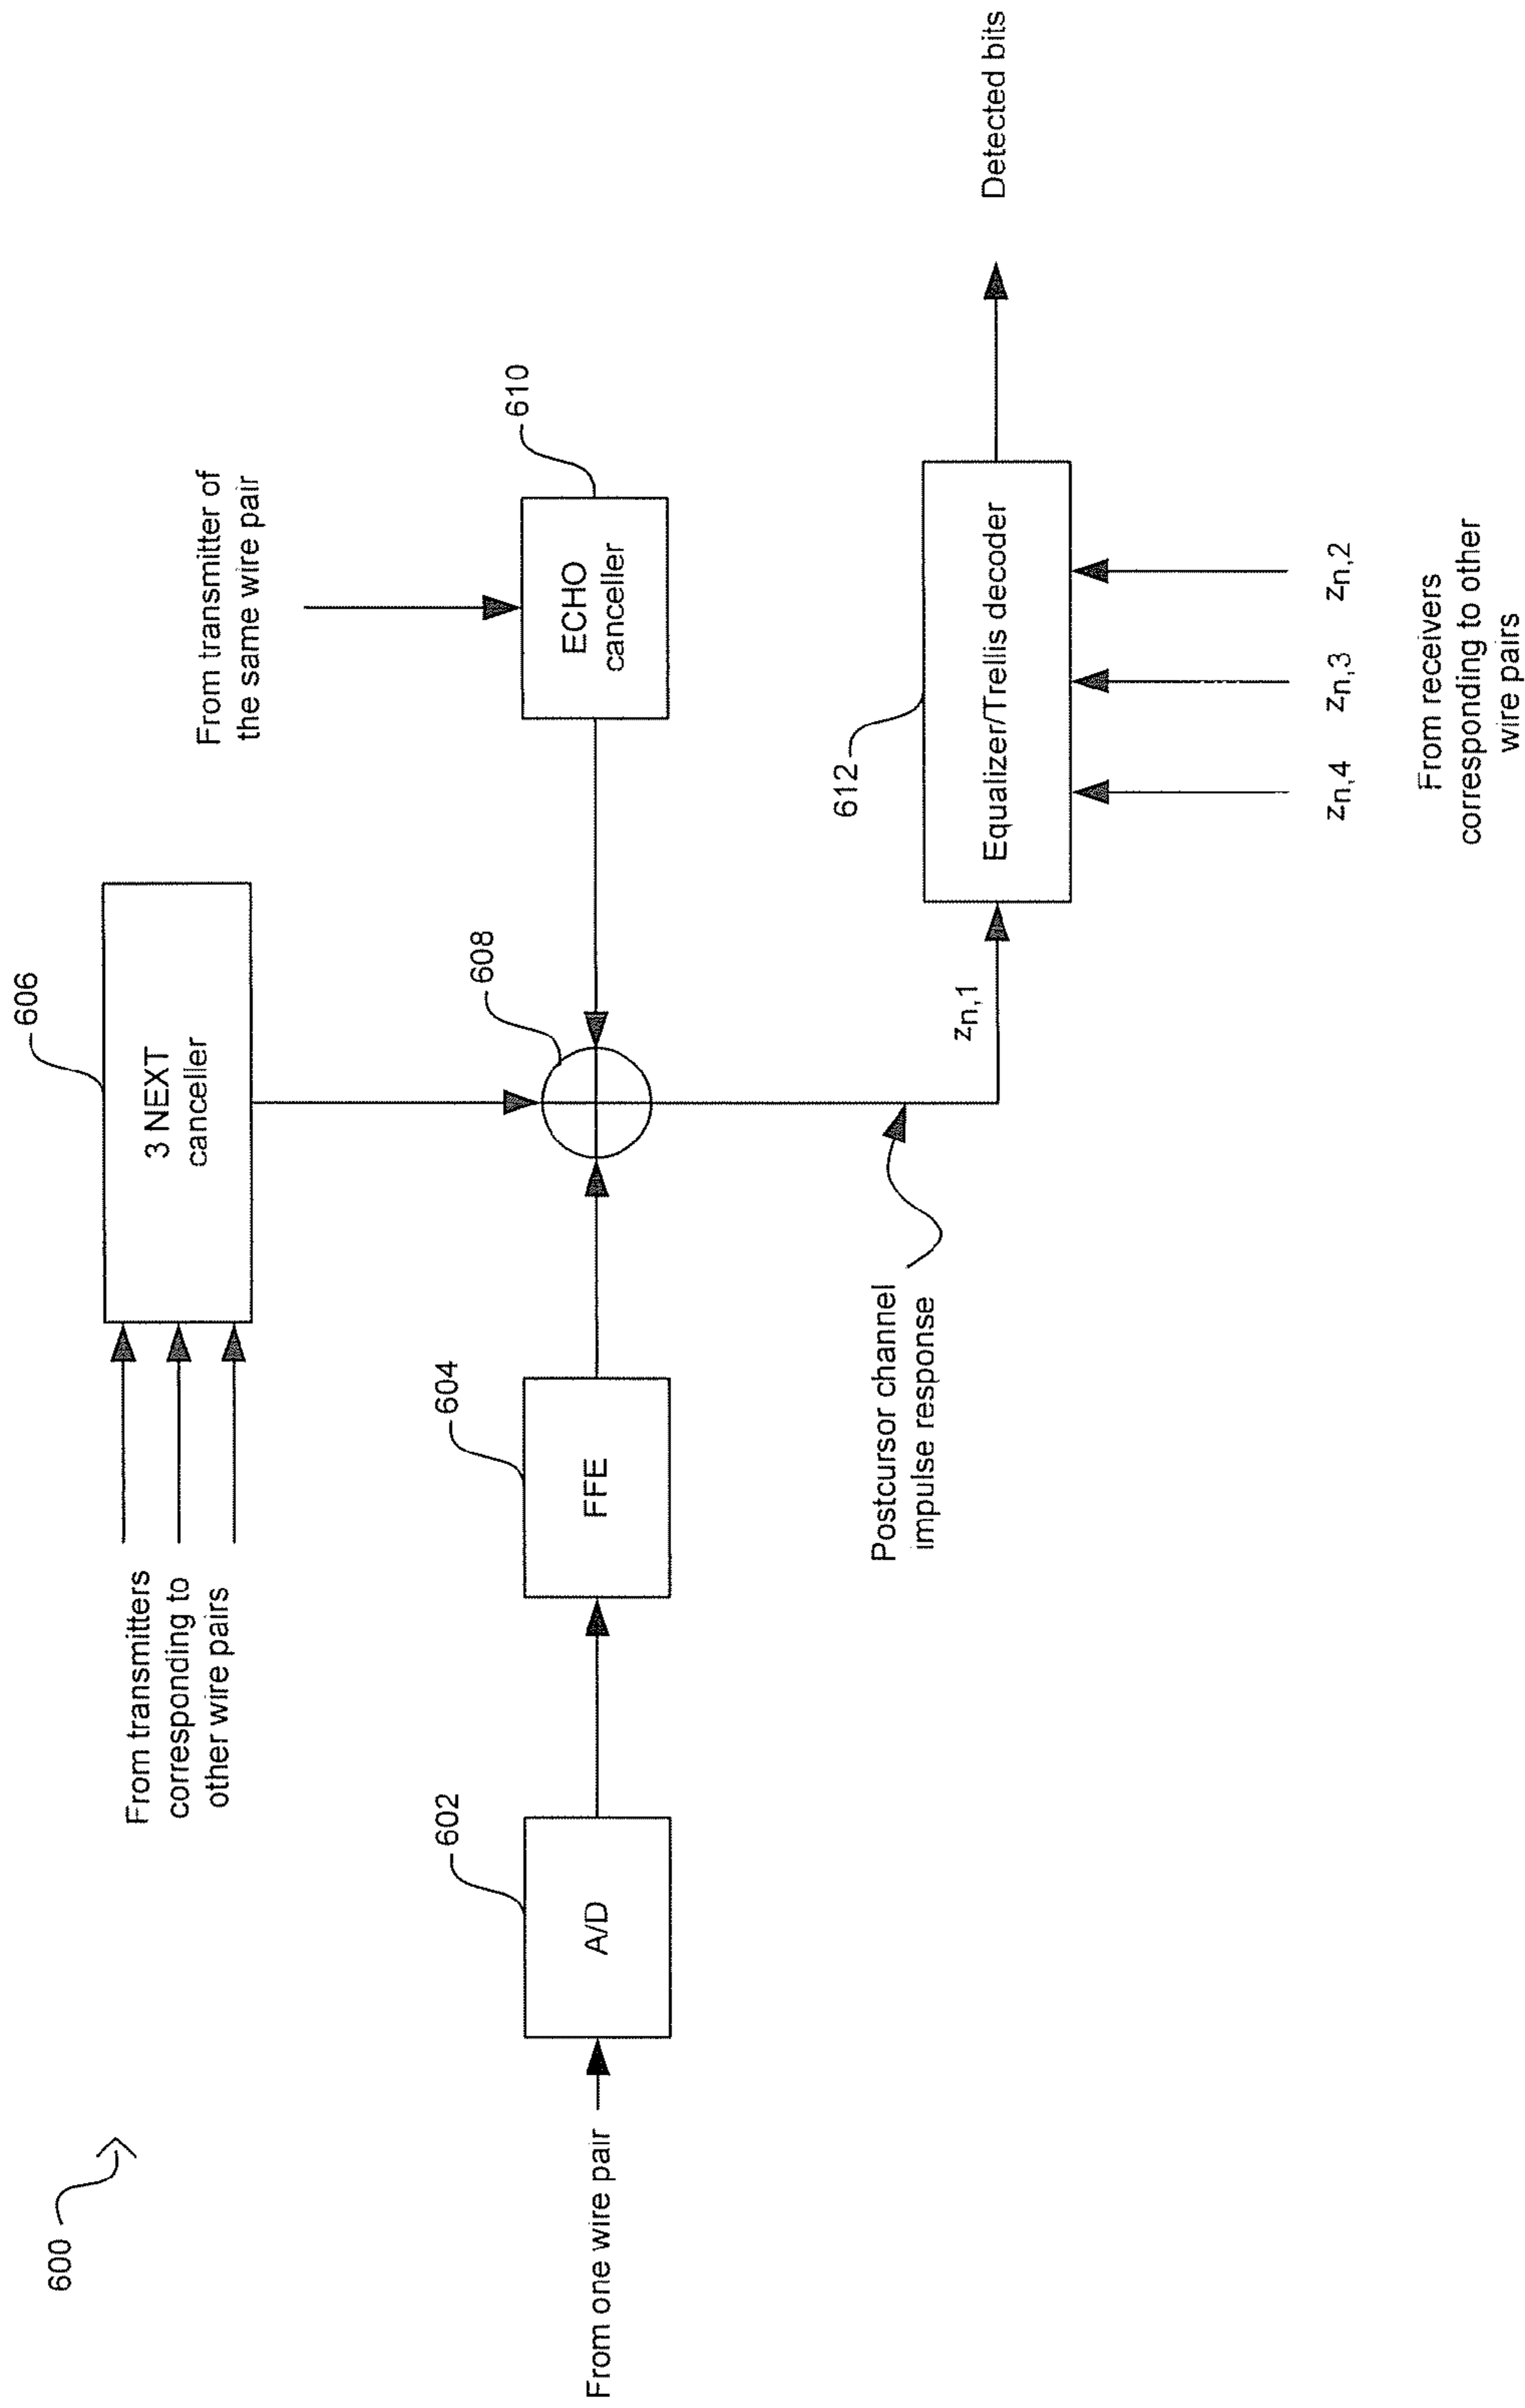 600
606
3 NEXT
canceller
From transmitters
corresponding to
other wire pairs
From transmitter of
the same wire pair
From one wire pair
602
A/D
604
FFE
608
610
ECHO
canceller
Postcursor channel
impulse response
zn,1
612
Equalizer/Trellis decoder
Detected bits
zn,4
zn,3
zn,2
From receivers
corresponding to other
wire pairs